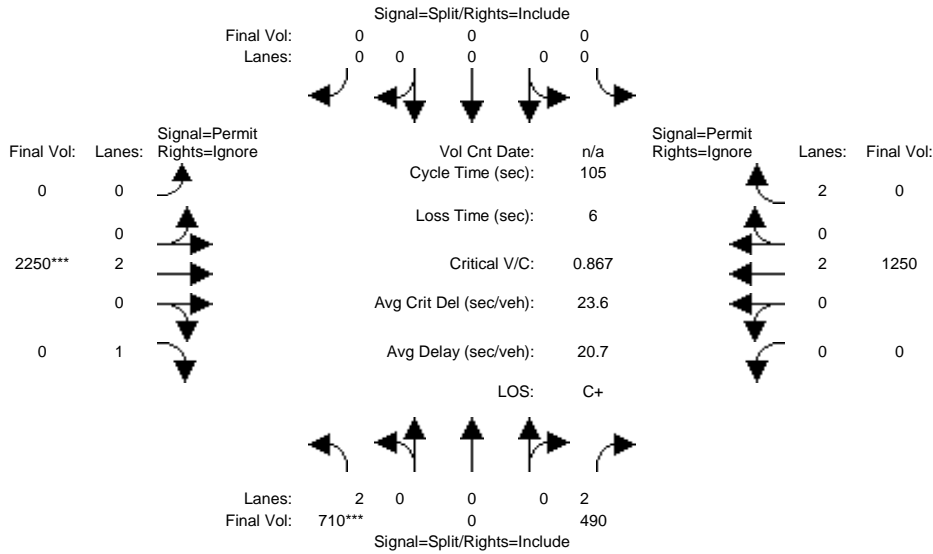 Signal=Split/Rights=Include
Final Vol: 0 0 0
Lanes: 0 0 0 0 0
Signal=Permit Signal=Permit
Final Vol: Lanes: Rights=Ignore Vol Cnt Date: n/a Rights=Ignore Lanes: Final Vol:
Cycle Time (sec): 105
0 0 2 0
Loss Time (sec): 6
0 0
2250*** 2 Critical V/C: 0.867 2 1250
0 Avg Crit Del (sec/veh): 23.6 0
0 1 Avg Delay (sec/veh): 20.7 0 0
LOS: C+
Lanes: 2 0 0 0 2
Final Vol: 710*** 0 490
Signal=Split/Rights=Include